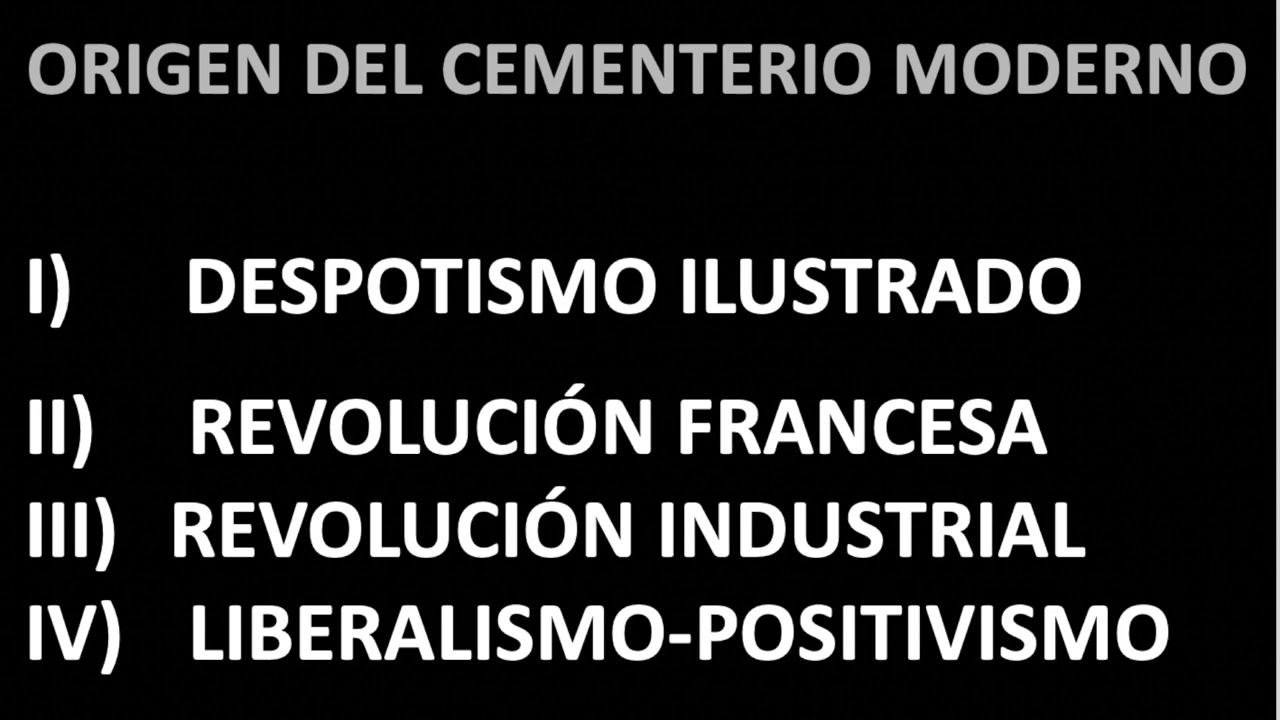 ORIGEN DEL CEMENTERIO MODERNO
I) DESPOTISMO ILUSTRADO
II) REVOLUCIÓN FRANCESA
III) REVOLUCIÓN INDUSTRIAL
IV) LIBERALISMO-POSITIVISMO